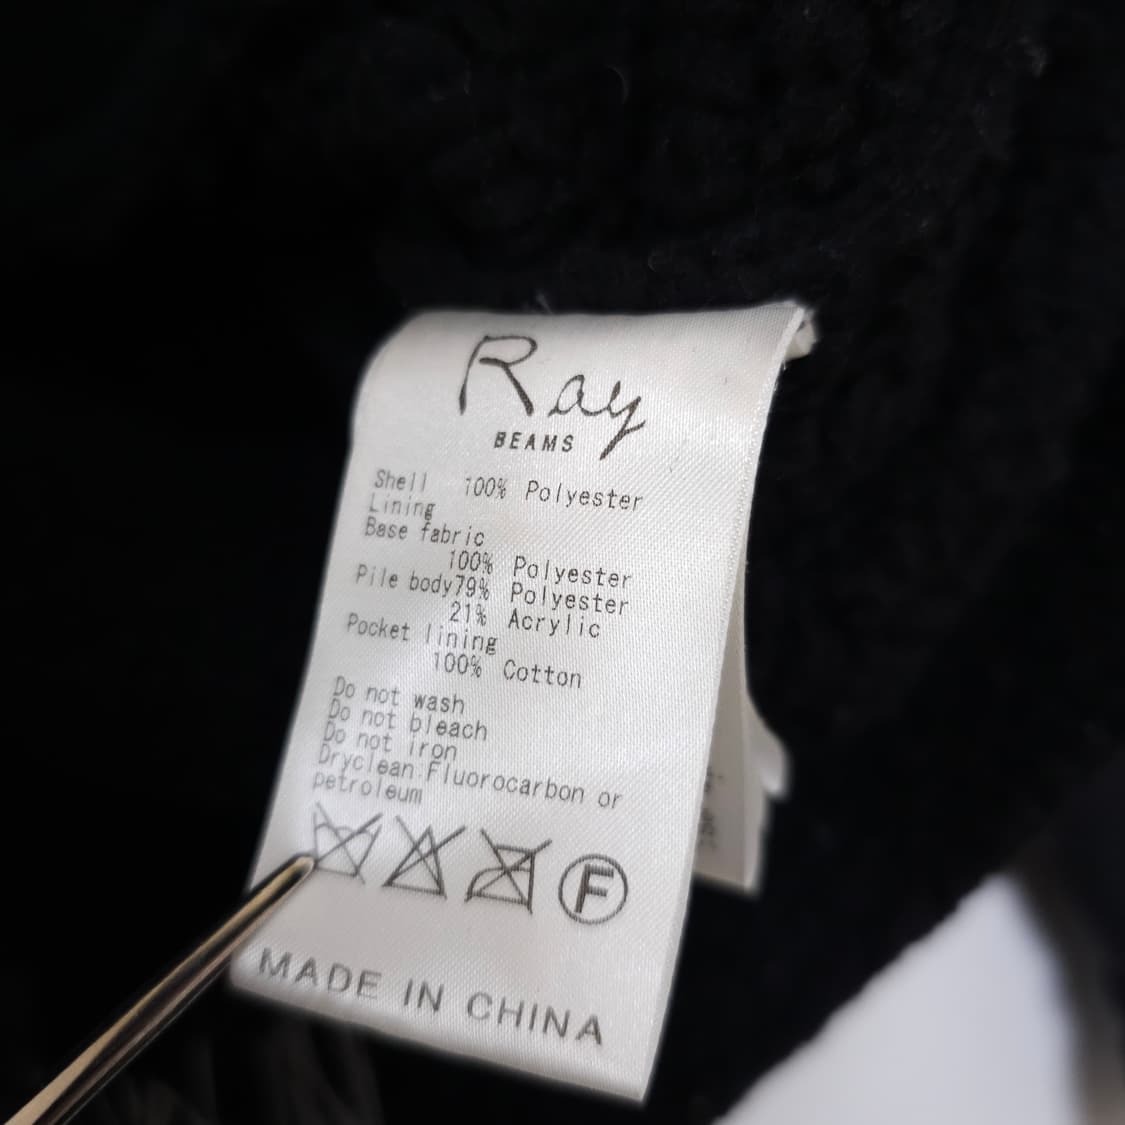 Ray
BEAMS
Shell 100% Polyester
Lining
Base fabric
100% Polyester
Pile body79% Polyester
21% Acrylic
Pocket lining
100% Cotton
Do not wash
Do not bleach
Do not iron
Dryclean:Fluorocarbon or
petroleum
F
MADE IN CHINA